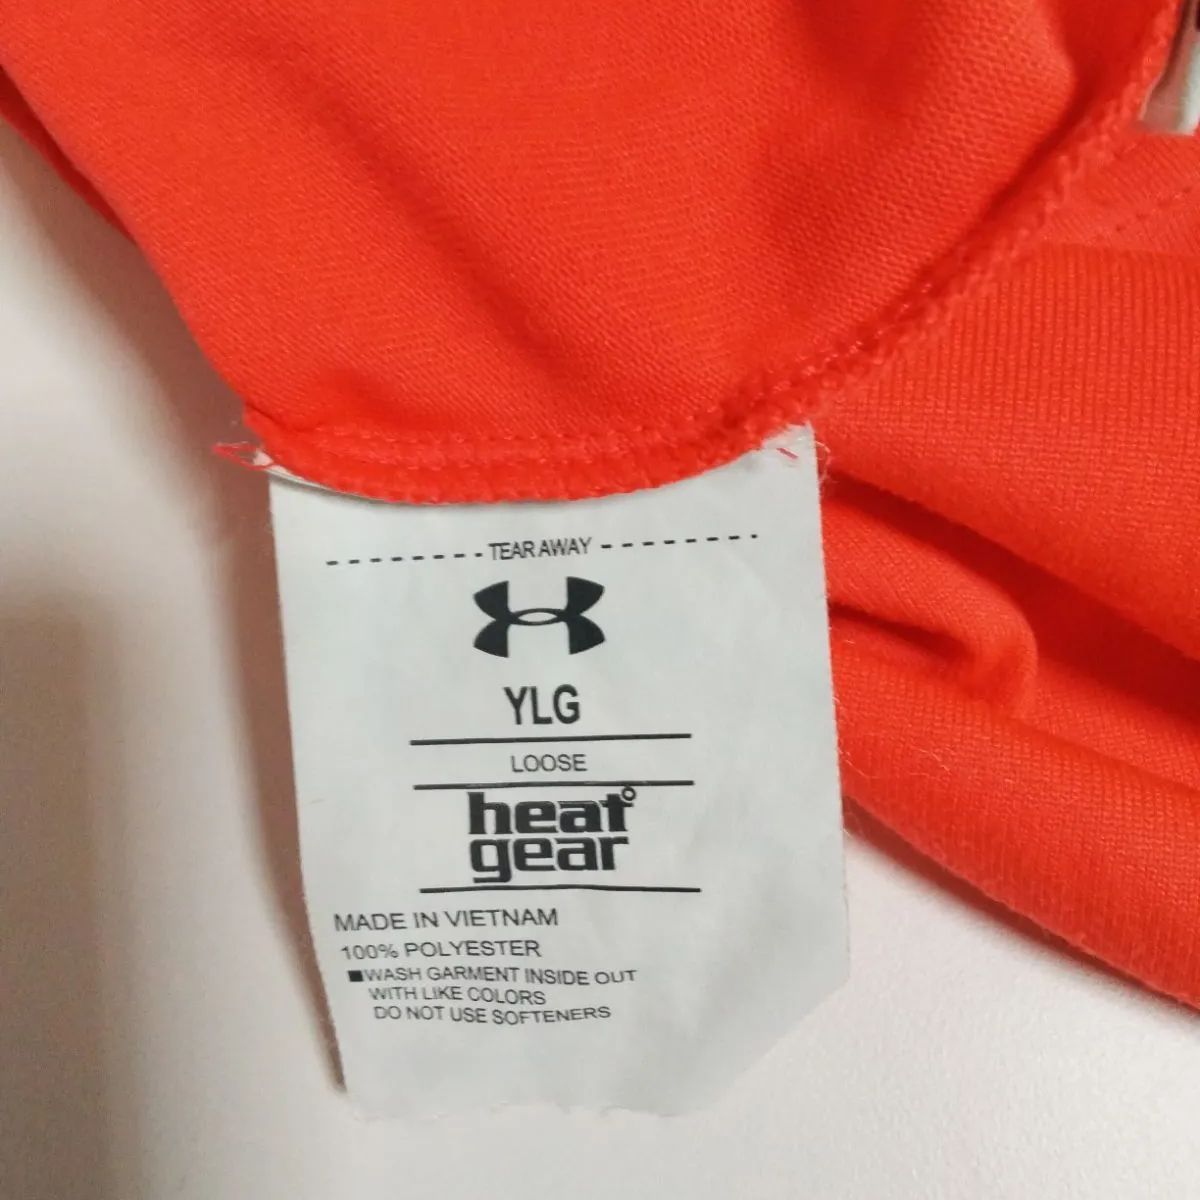 TEAR AWAY
YLG
LOOSE
heat°
gear
MADE IN VIETNAM
100% POLYESTER
■WASH GARMENT INSIDE OUT
WITH LIKE COLORS
DO NOT USE SOFTENERS